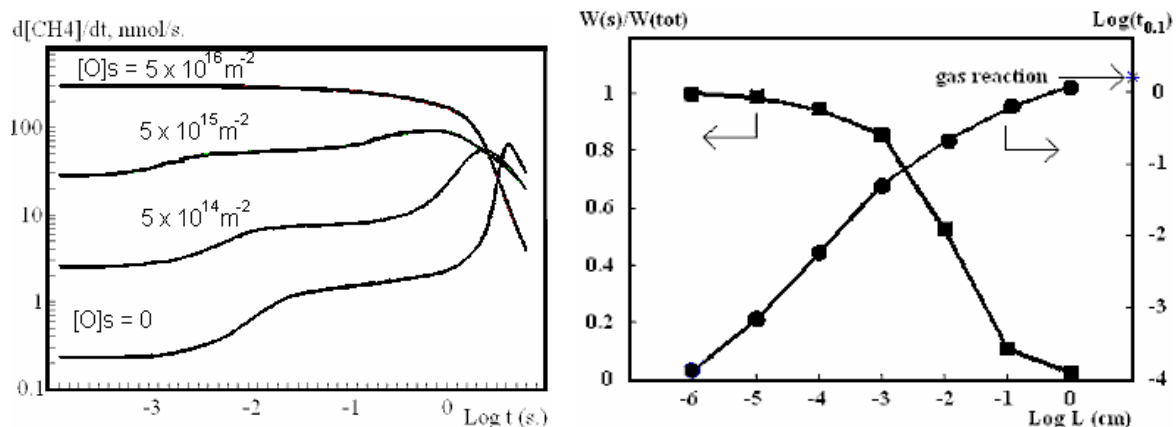 d[CH4]/dt, nmol/s.
[O]s = 5 x 10^16 m^-2
100
5 x 10^15 m^-2
10
5 x 10^14 m^-2
1
[O]s = 0
0.1
-3 -2 -1 0
Log t (s.)
W(s)/W(tot) Log(t_0.1)
gas reaction
1 0
0.8 -1
0.6
0.4 -2
0.2 -3
0 -4
-6 -5 -4 -3 -2 -1 0
Log L (cm)